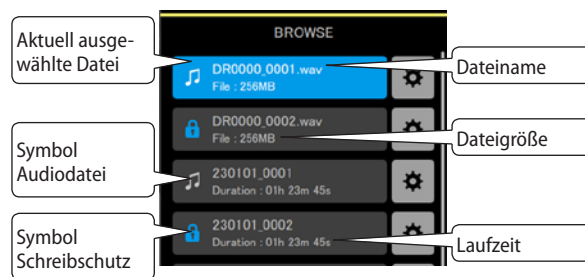 BROWSE
Aktuell ausge-
wählte Datei
DR0000_0001.wav
File : 256MB
Dateiname
DR0000_0002.wav
File : 256MB
Dateigröße
Symbol
Audiodatei
230101_0001
Duration : 01h 23m 45s
Symbol
Schreibschutz
230101_0002
Duration : 01h 23m 45s
Laufzeit